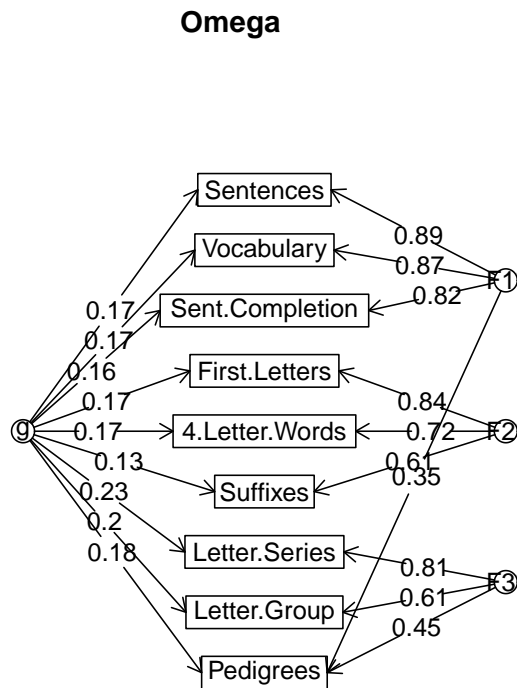 Omega
Sentences
0.89
Vocabulary
0.87
F1
0.17
Sent.Completion
0.82
0.17
0.16
First.Letters
0.17
0.84
g
0.17
4.Letter.Words
0.72
F2
0.13
0.61
0.35
Suffixes
0.23
0.2
Letter.Series
0.81
0.18
F3
Letter.Group
0.61
0.45
Pedigrees